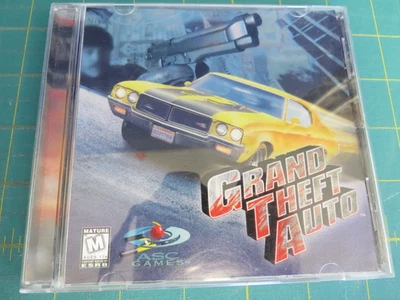 GRAND
THEFT
AUTO
MATURE
M
ESRB
ASC
GAMES